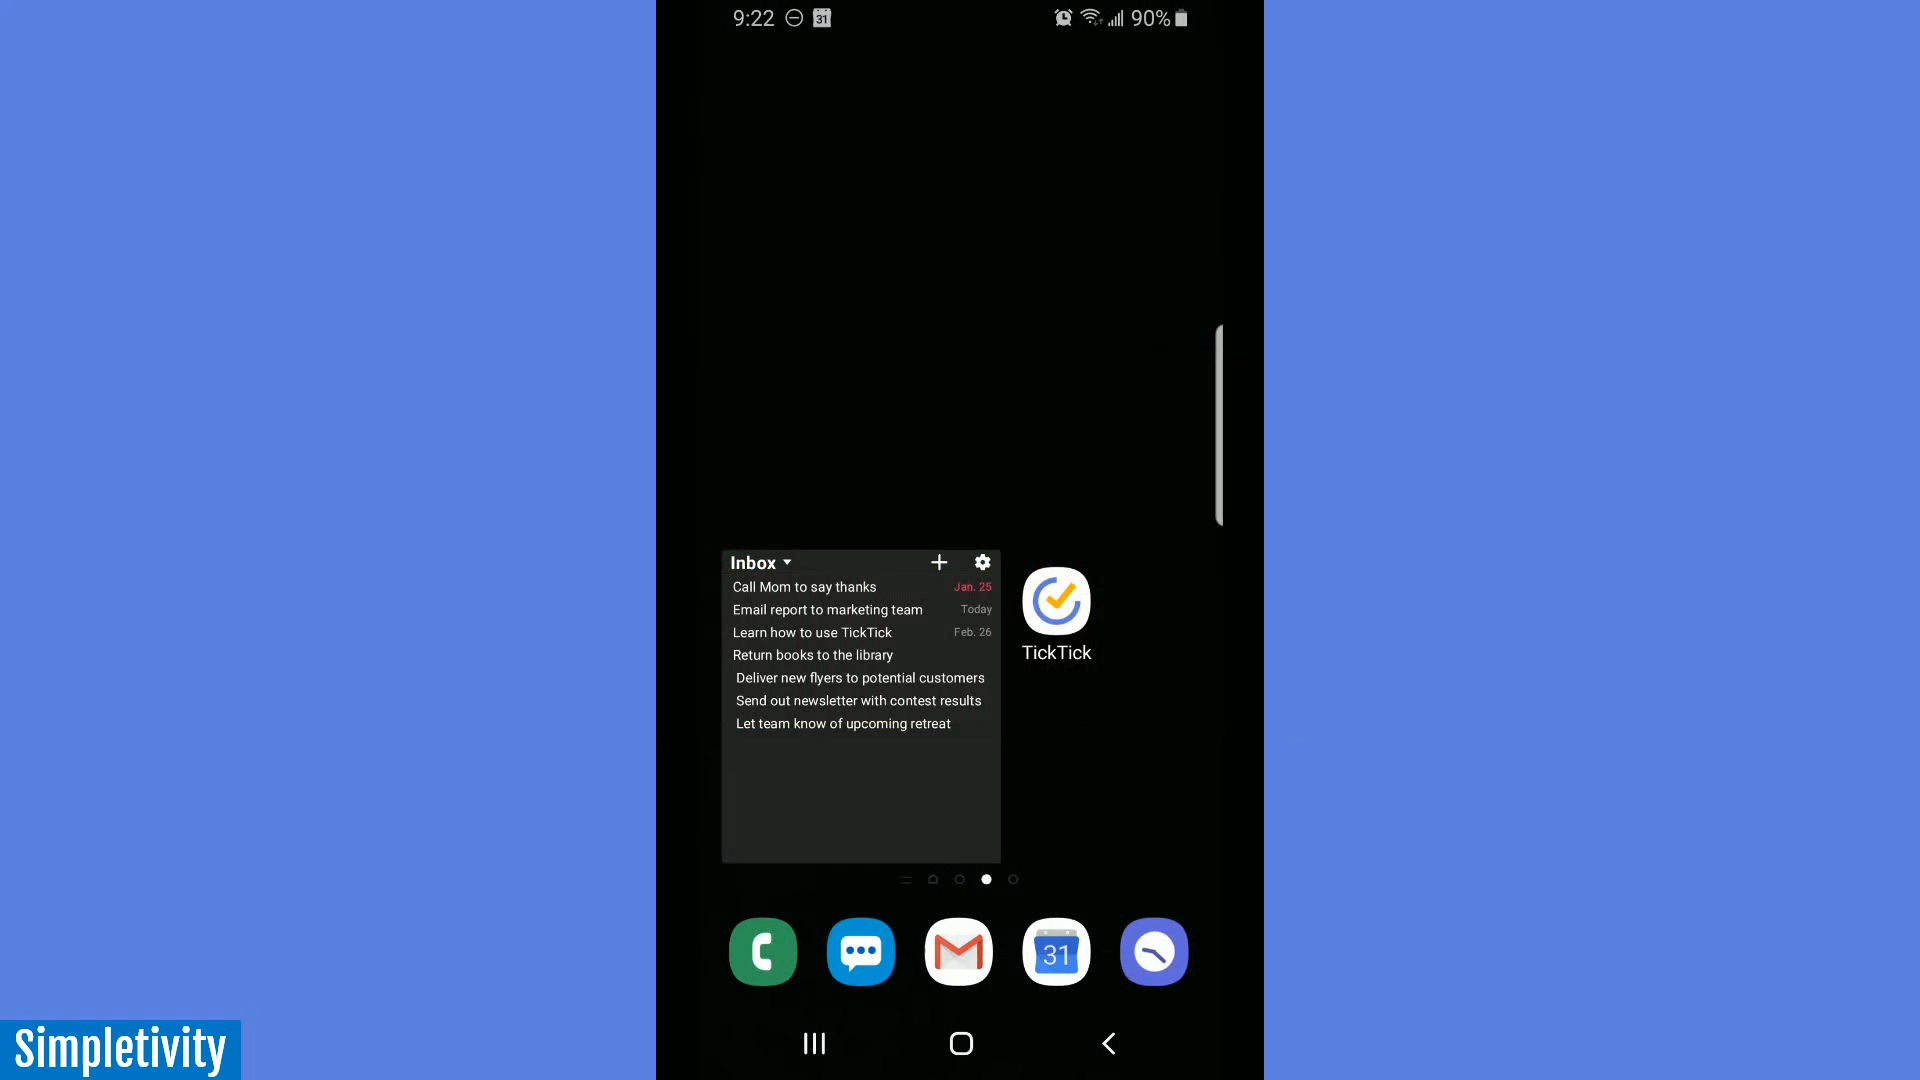 9:22 31 90%
Inbox
Call Mom to say thanks Jan. 25
Email report to marketing team Today
Learn how to use TickTick Feb. 26
Return books to the library
Deliver new flyers to potential customers
Send out newsletter with contest results
Let team know of upcoming retreat
TickTick
31
Simpletivity